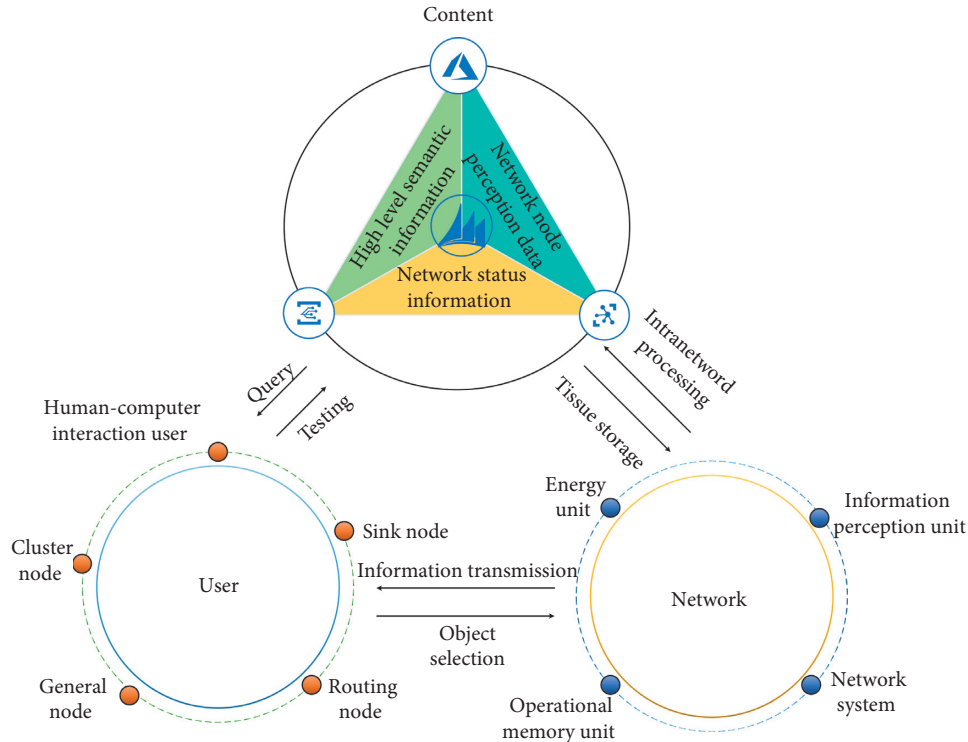 Content
High level semantic
information
Network node
perception data
Network status
information
Query
Testing
Intranetword
processing
Tissue storage
Human-computer
interaction user
Sink node
Cluster
node
User
General
node
Routing
node
Information transmission
Object
selection
Energy
unit
Information
perception unit
Network
Operational
memory unit
Network
system